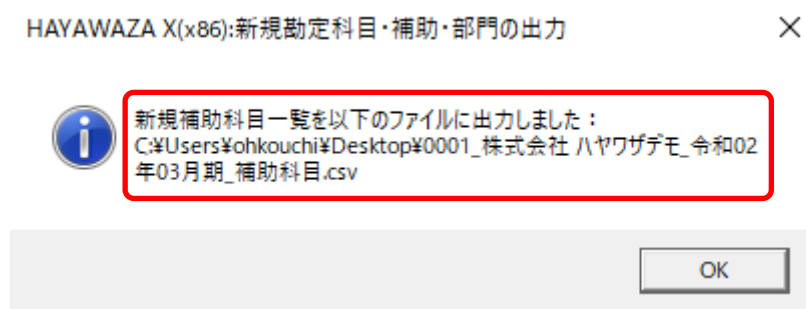 HAYAWAZA X(x86):新規勘定科目・補助・部門の出力
新規補助科目一覧を以下のファイルに出力しました：
C:¥Users¥ohkouchi¥Desktop¥0001_株式会社 ハヤワザデモ_令和02
年03月期_補助科目.csv
OK